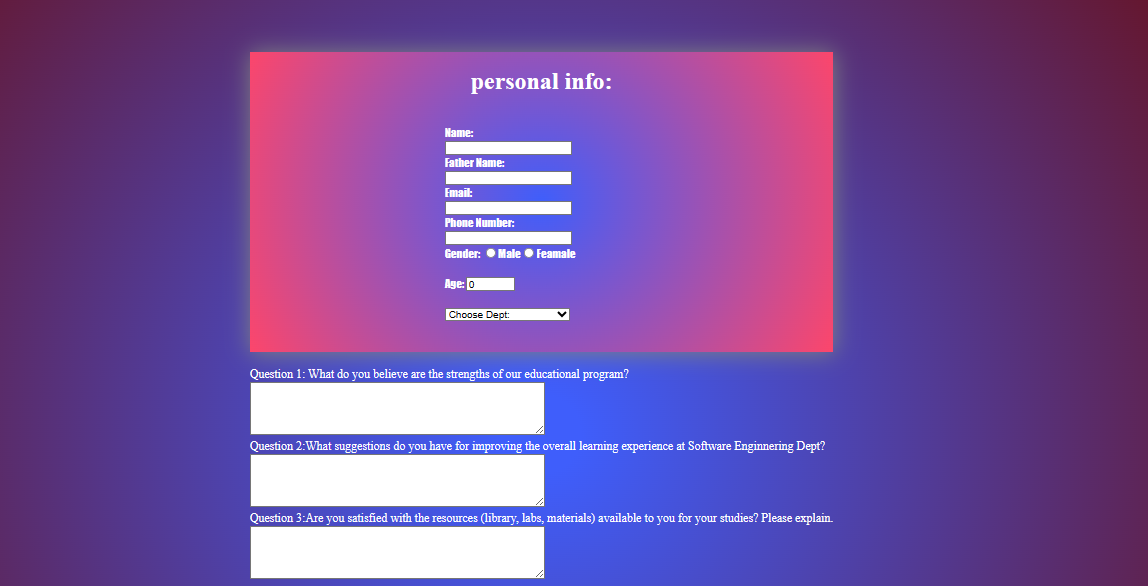 personal info:
Name:
Father Name:
Email:
Phone Number:
Gender: Male Feamale
Age: 0
Choose Dept:
Question 1: What do you believe are the strengths of our educational program?
Question 2:What suggestions do you have for improving the overall learning experience at Software Enginnering Dept?
Question 3:Are you satisfied with the resources (library, labs, materials) available to you for your studies? Please explain.